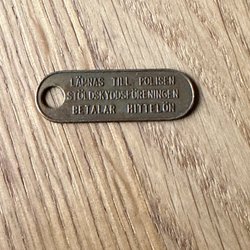 LÄMNAS TILL POLISEN
STÖLDSKYDDSFÖRENINGEN
BETALAR HITTELÖN